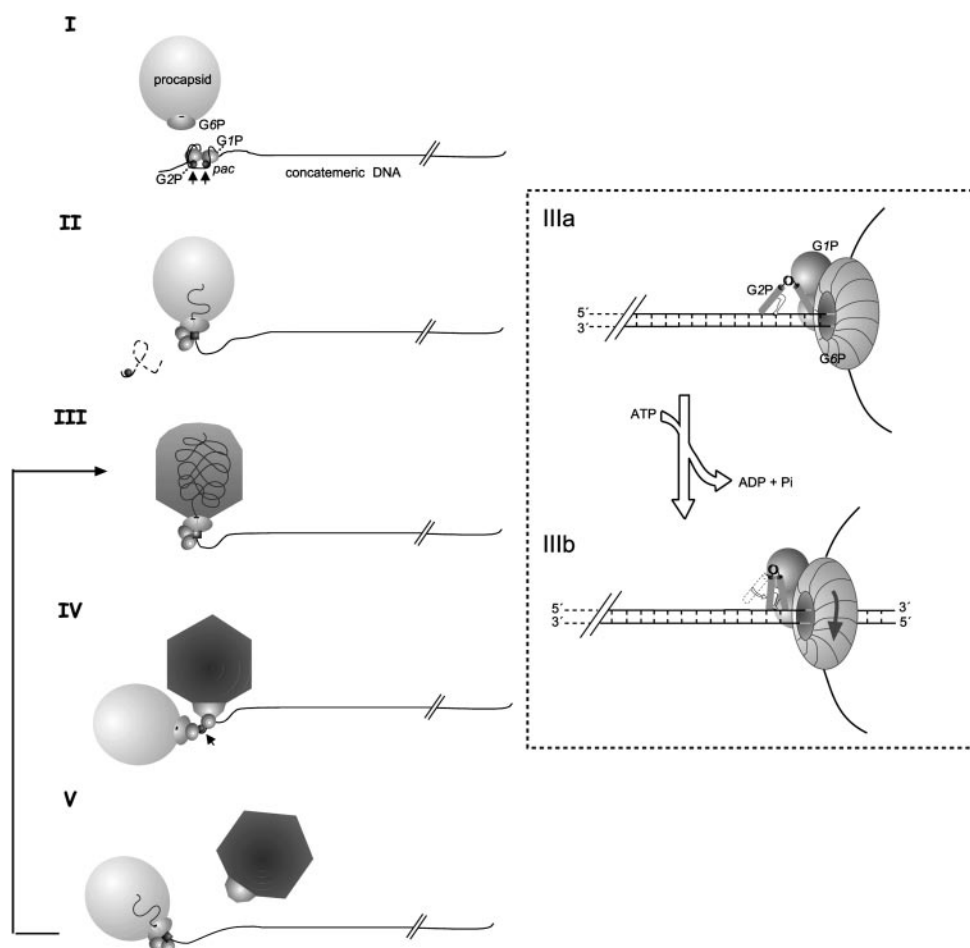 I
procapsid
G6P
G1P
G2P
pac
concatemeric DNA
II
III
IV
V
IIIa
G1P
G2P
5´
3´
G6P
ATP
ADP + Pi
IIIb
5´
3´
3´
5´